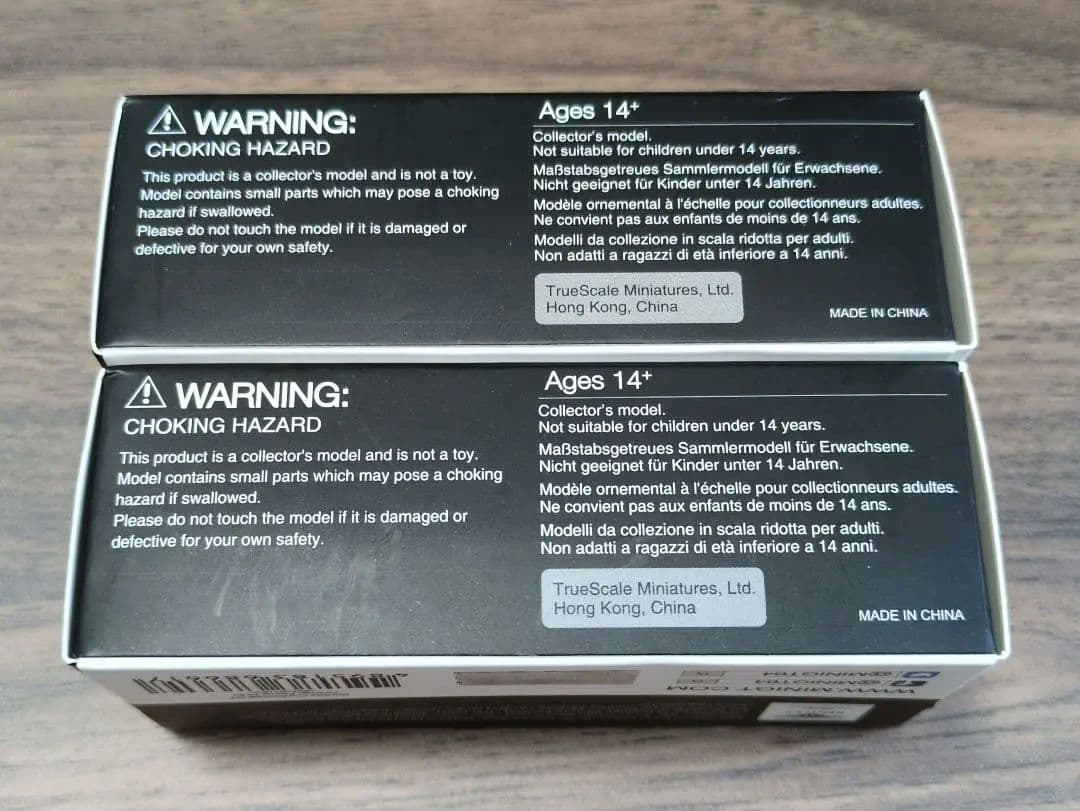 WARNING:
CHOKING HAZARD
This product is a collector's model and is not a toy.
Model contains small parts which may pose a choking
hazard if swallowed.
Please do not touch the model if it is damaged or
defective for your own safety.
Ages 14+
Collector's model.
Not suitable for children under 14 years.
Maßstabsgetreues Sammlermodell für Erwachsene.
Nicht geeignet für Kinder unter 14 Jahren.
Modèle ornemental à l'échelle pour collectionneurs adultes.
Ne convient pas aux enfants de moins de 14 ans.
Modelli da collezione in scala ridotta per adulti.
Non adatti a ragazzi di età inferiore a 14 anni.
TrueScale Miniatures, Ltd.
Hong Kong, China
MADE IN CHINA
WARNING:
CHOKING HAZARD
This product is a collector's model and is not a toy.
Model contains small parts which may pose a choking
hazard if swallowed.
Please do not touch the model if it is damaged or
defective for your own safety.
Ages 14+
Collector's model.
Not suitable for children under 14 years.
Maßstabsgetreues Sammlermodell für Erwachsene.
Nicht geeignet für Kinder unter 14 Jahren.
Modèle ornemental à l'échelle pour collectionneurs adultes.
Ne convient pas aux enfants de moins de 14 ans.
Modelli da collezione in scala ridotta per adulti.
Non adatti a ragazzi di età inferiore a 14 anni.
TrueScale Miniatures, Ltd.
Hong Kong, China
MADE IN CHINA
@MINIGT64
@MINIGT64
WWW.MINIGT.COM